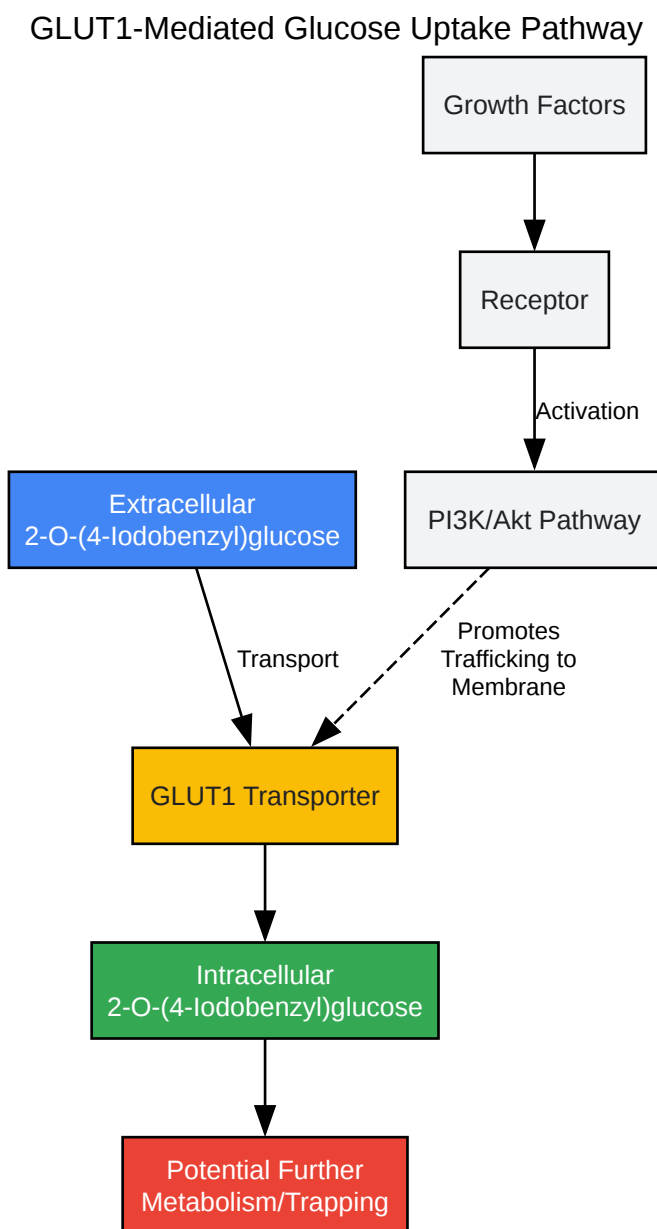 GLUT1-Mediated Glucose Uptake Pathway
Growth Factors
Receptor
Activation
Extracellular
2-O-(4-Iodobenzyl)glucose
PI3K/Akt Pathway
Transport
Promotes
Trafficking to
Membrane
GLUT1 Transporter
Intracellular
2-O-(4-Iodobenzyl)glucose
Potential Further
Metabolism/Trapping